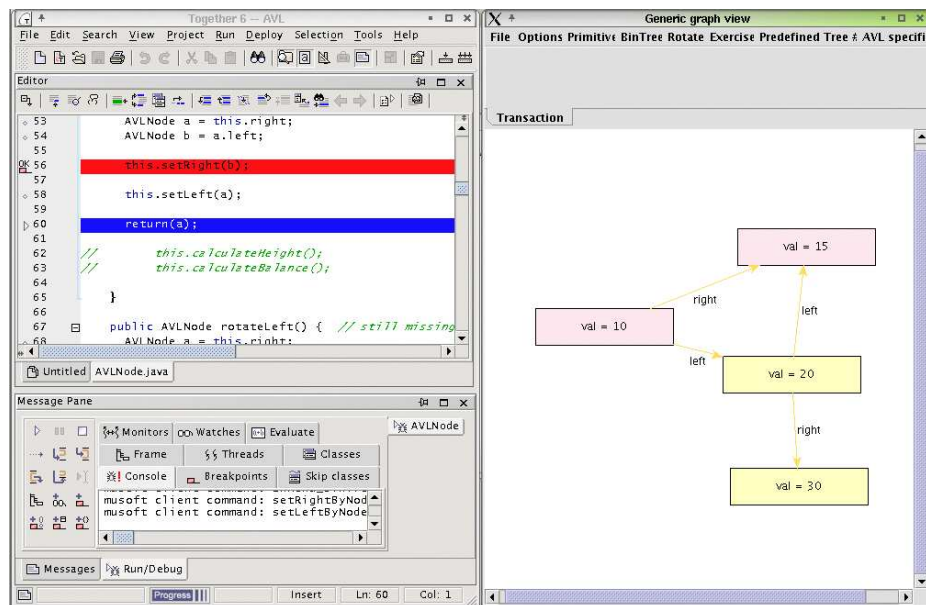 Together 6 -- AVL
File Edit Search View Project Run Deploy Selection Tools Help
Editor
53 AVLNode a = this.right;
54 AVLNode b = a.left;
55
OK 56 this.setRight(b);
57
58 this.setLeft(a);
59
60 return(a);
61
62 // this.calculateHeight();
63 // this.calculateBalance();
64
65 }
66
67 public AVLNode rotateLeft() { // still missing
68 AVLNode a = this.right;
Untitled AVLNode.java
Message Pane
Monitors Watches Evaluate
AVLNode
Frame Threads Classes
Console Breakpoints Skip classes
musoft client command: setRightByNod
musoft client command: setLeftByNode
Messages Run/Debug
Progress Insert Ln: 60 Col: 1
Generic graph view
File Options Primitive BinTree Rotate Exercise Predefined Tree # AVL specifi
Transaction
val = 15
right
left
val = 10
left
val = 20
right
val = 30